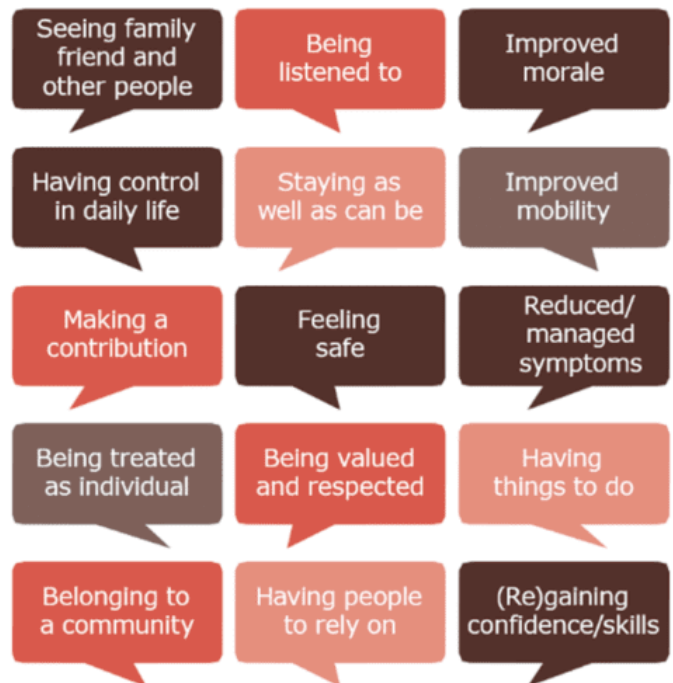 Seeing family
friend and
other people
Being
listened to
Improved
morale
Having control
in daily life
Staying as
well as can be
Improved
mobility
Making a
contribution
Feeling
safe
Reduced/
managed
symptoms
Being treated
as individual
Being valued
and respected
Having
things to do
Belonging to
a community
Having people
to rely on
(Re)gaining
confidence/skills